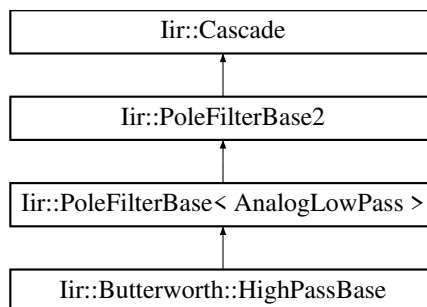 Iir::Cascade
Iir::PoleFilterBase2
Iir::PoleFilterBase< AnalogLowPass >
Iir::Butterworth::HighPassBase